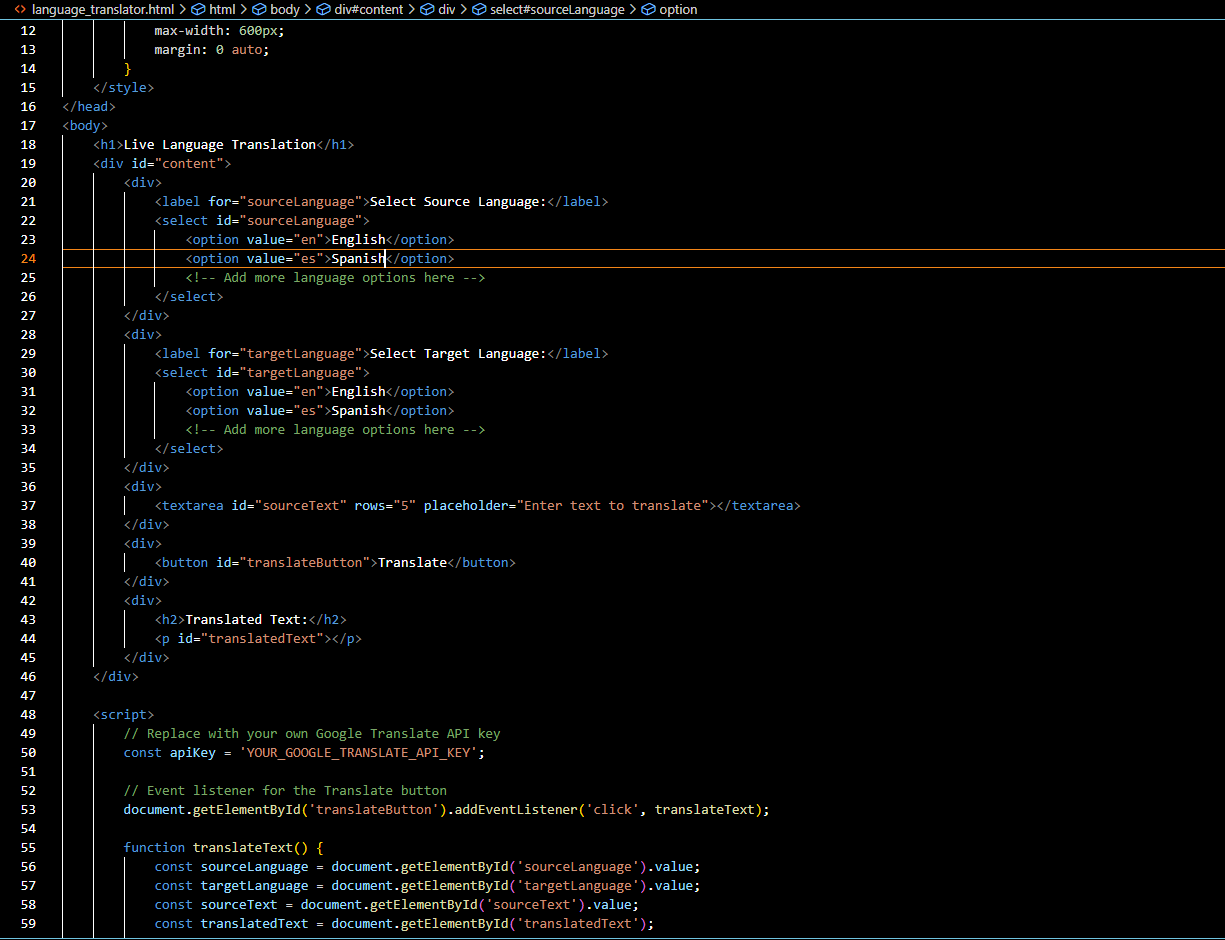 language_translator.html > html > body > div#content > div > select#sourceLanguage > option
12 max-width: 600px;
13 margin: 0 auto;
14 }
15 </style>
16 </head>
17 <body>
18 <h1>Live Language Translation</h1>
19 <div id="content">
20 <div>
21 <label for="sourceLanguage">Select Source Language:</label>
22 <select id="sourceLanguage">
23 <option value="en">English</option>
24 <option value="es">Spanish</option>
25 <!-- Add more language options here -->
26 </select>
27 </div>
28 <div>
29 <label for="targetLanguage">Select Target Language:</label>
30 <select id="targetLanguage">
31 <option value="en">English</option>
32 <option value="es">Spanish</option>
33 <!-- Add more language options here -->
34 </select>
35 </div>
36 <div>
37 <textarea id="sourceText" rows="5" placeholder="Enter text to translate"></textarea>
38 </div>
39 <div>
40 <button id="translateButton">Translate</button>
41 </div>
42 <div>
43 <h2>Translated Text:</h2>
44 <p id="translatedText"></p>
45 </div>
46 </div>
47
48 <script>
49 // Replace with your own Google Translate API key
50 const apiKey = 'YOUR_GOOGLE_TRANSLATE_API_KEY';
51
52 // Event listener for the Translate button
53 document.getElementById('translateButton').addEventListener('click', translateText);
54
55 function translateText() {
56 const sourceLanguage = document.getElementById('sourceLanguage').value;
57 const targetLanguage = document.getElementById('targetLanguage').value;
58 const sourceText = document.getElementById('sourceText').value;
59 const translatedText = document.getElementById('translatedText');